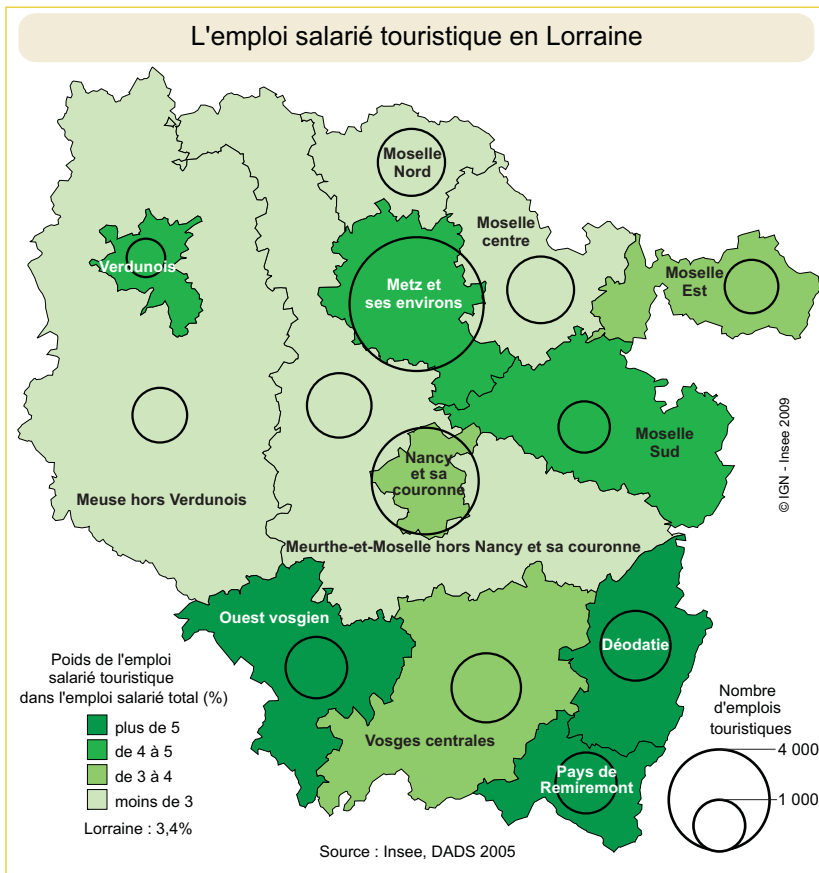 L'emploi salarié touristique en Lorraine
Moselle
Nord
Moselle
centre
Verdunois
Metz et
ses environs
Moselle
Est
Moselle
Sud
Nancy
et sa
couronne
Meuse hors Verdunois
Meurthe-et-Moselle hors Nancy et sa couronne
© IGN - Insee 2009
Ouest vosgien
Déodatie
Vosges centrales
Pays de
Remiremont
Poids de l'emploi
salarié touristique
dans l'emploi salarié total (%)
plus de 5
de 4 à 5
de 3 à 4
moins de 3
Lorraine : 3,4%
Nombre
d'emplois
touristiques
4 000
1 000
Source : Insee, DADS 2005